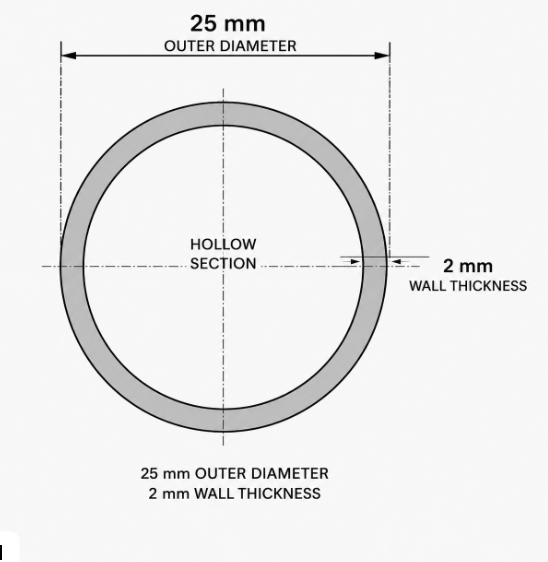 25 mm
OUTER DIAMETER
HOLLOW
SECTION
2 mm
WALL THICKNESS
25 mm OUTER DIAMETER
2 mm WALL THICKNESS